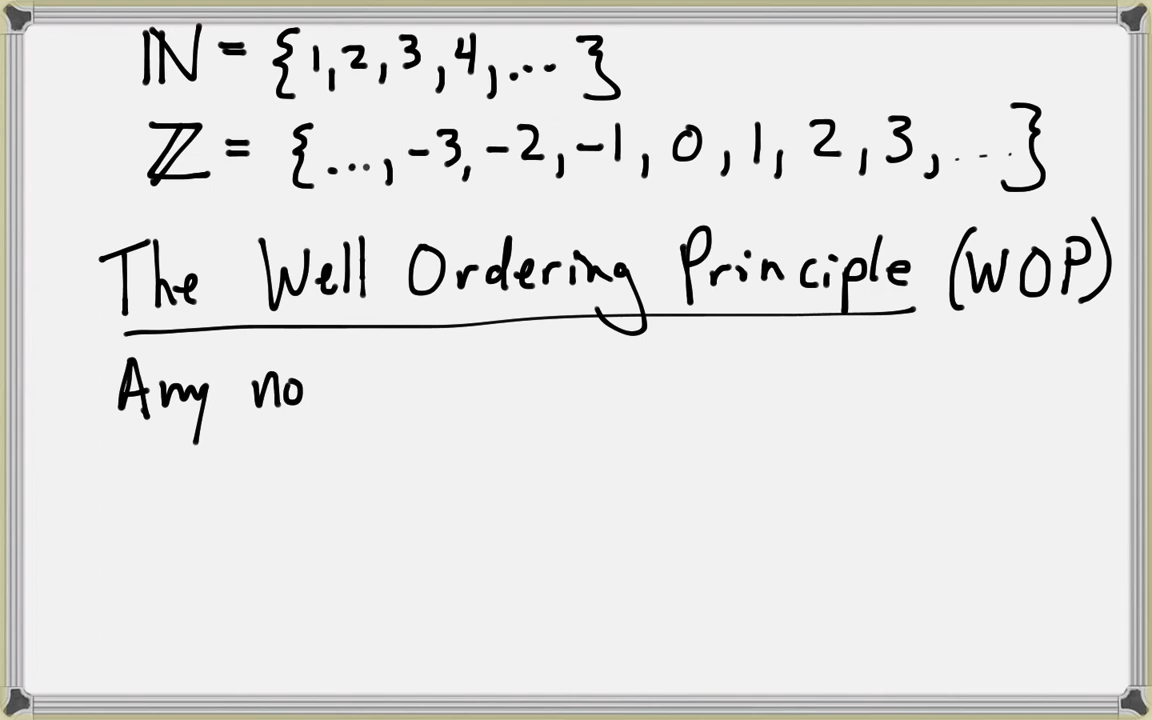 ℕ = {1, 2, 3, 4, ... }
ℤ = {..., -3, -2, -1, 0, 1, 2, 3, ...}
The Well Ordering Principle (WOP)
Any no